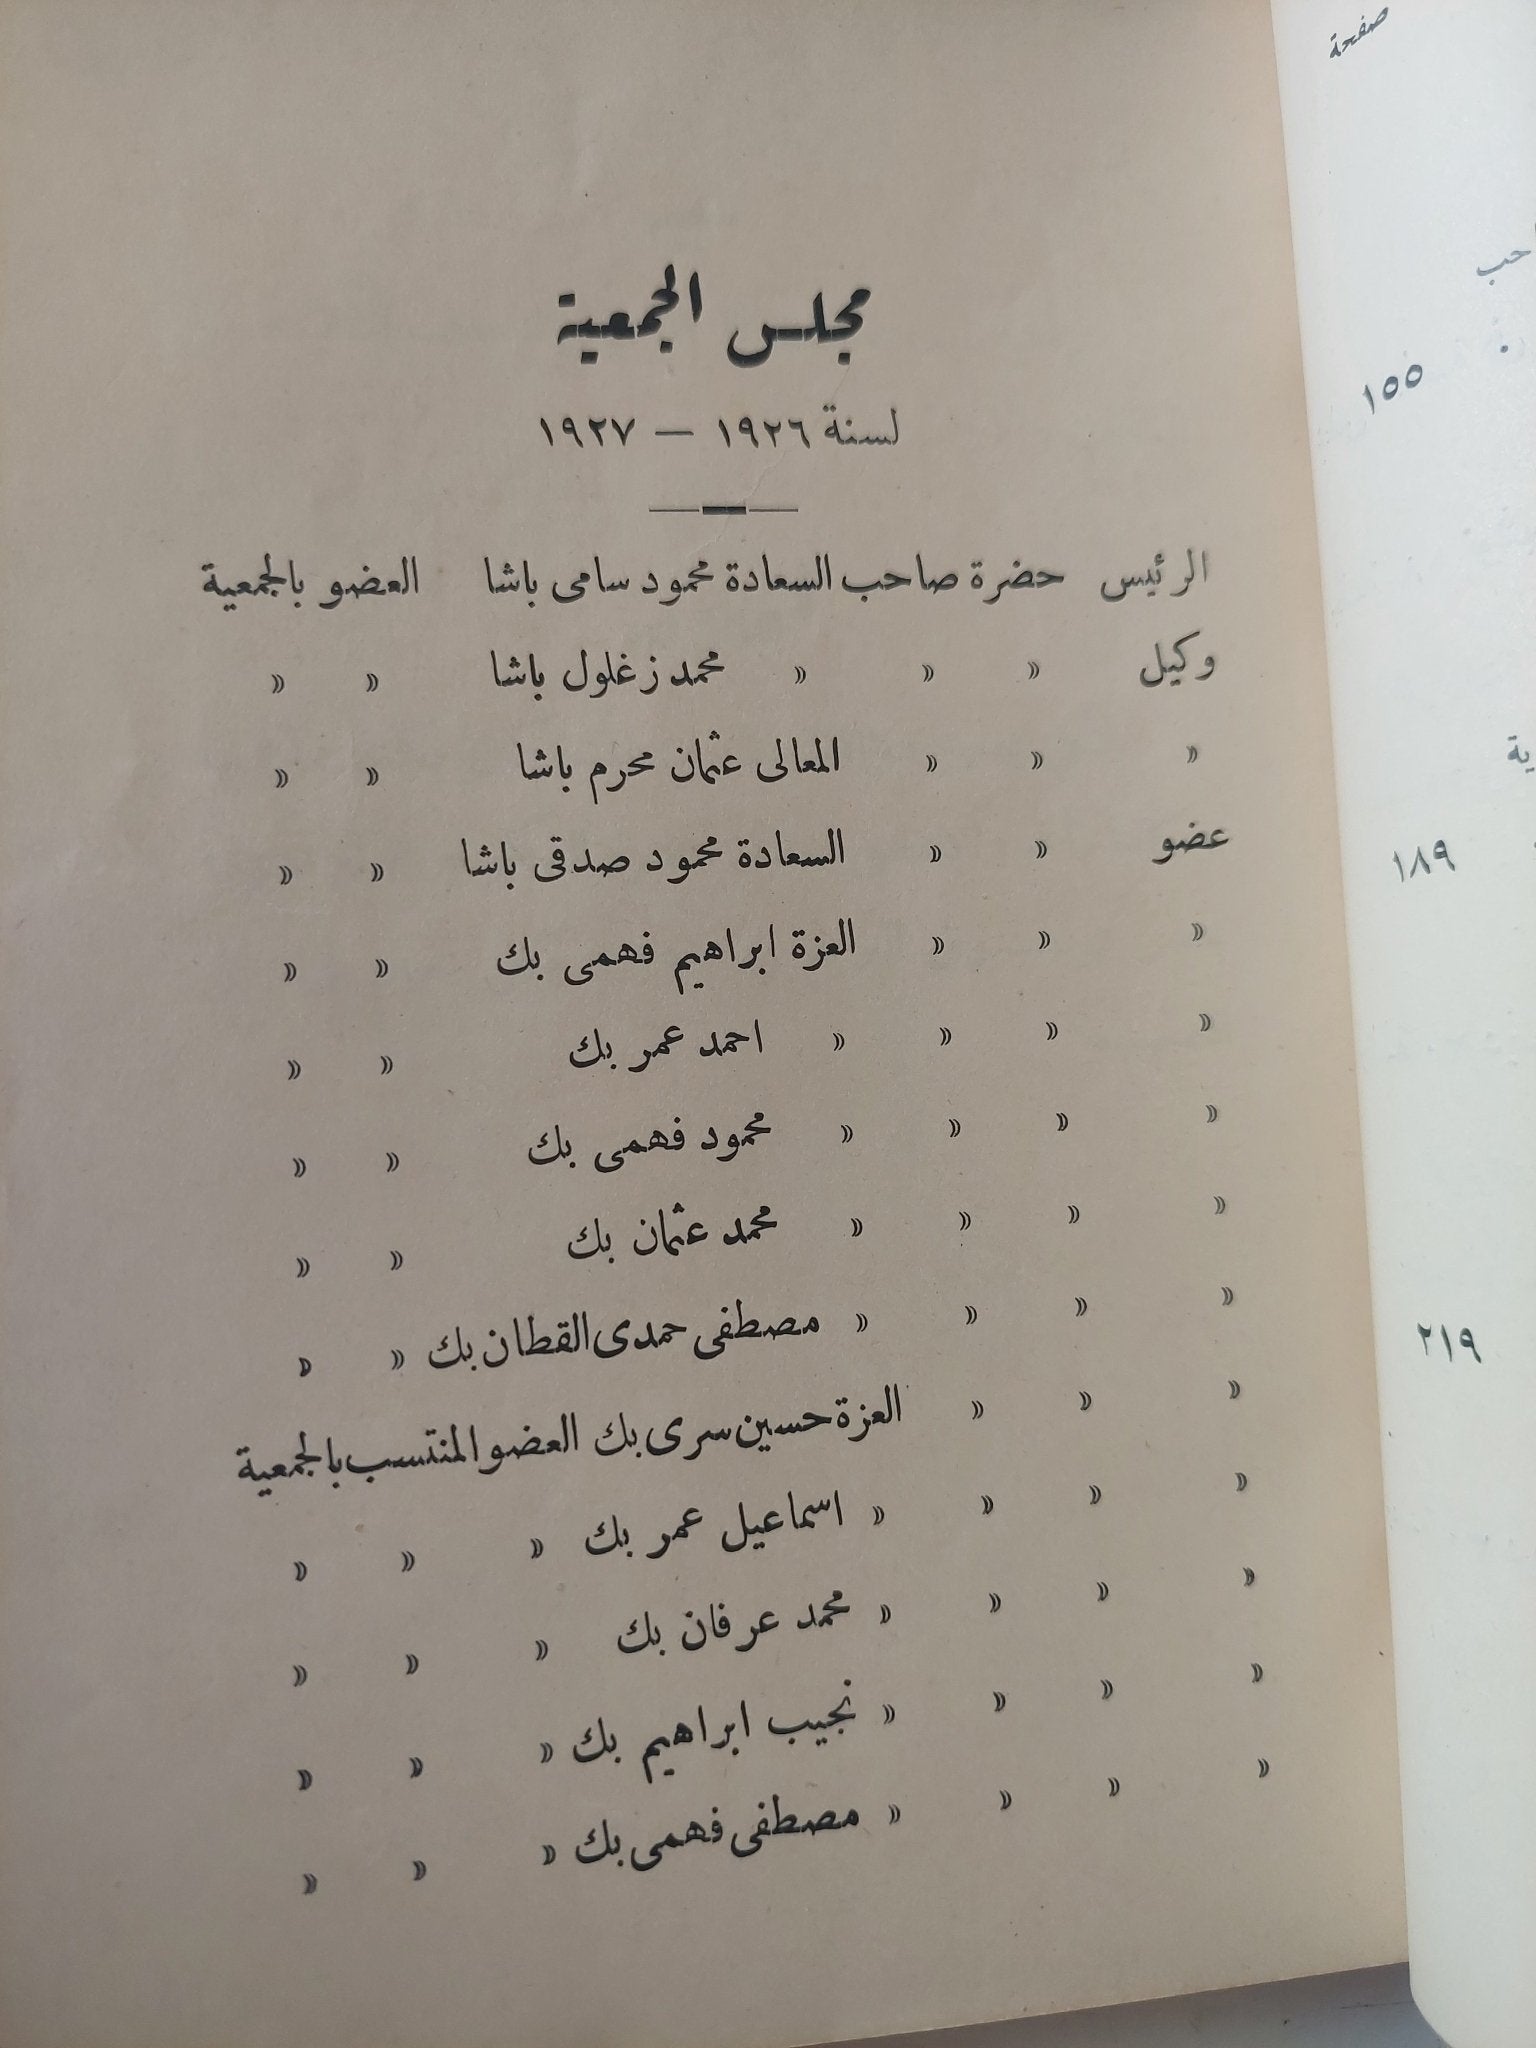 مجلس الجمعية
لسنة ١٩٢٦ — ١٩٢٧
الرئيس حضرة صاحب السعادة محمود سامى باشا العضو بالجمعية
وكيل « « « محمد زغلول باشا « «
« « « المعالى عثمان محرم باشا « «
عضو « « السعادة محمود صدقى باشا « «
« « « العزة ابراهيم فهمى بك « «
« « « « احمد عمر بك « «
« « « « محمود فهمى بك « «
« « « « محمد عثمان بك « «
« « « « مصطفى حمدى القطان بك « «
« « « العزة حسين سرى بك العضو المنتسب بالجمعية
« « « « اسماعيل عمر بك « « «
« « « « محمد عرفان بك « « «
« « « « نجيب ابراهيم بك « « «
« « « « مصطفى فهمى بك « « «
صفحة
١٥٥
١٨٩
٢١٩